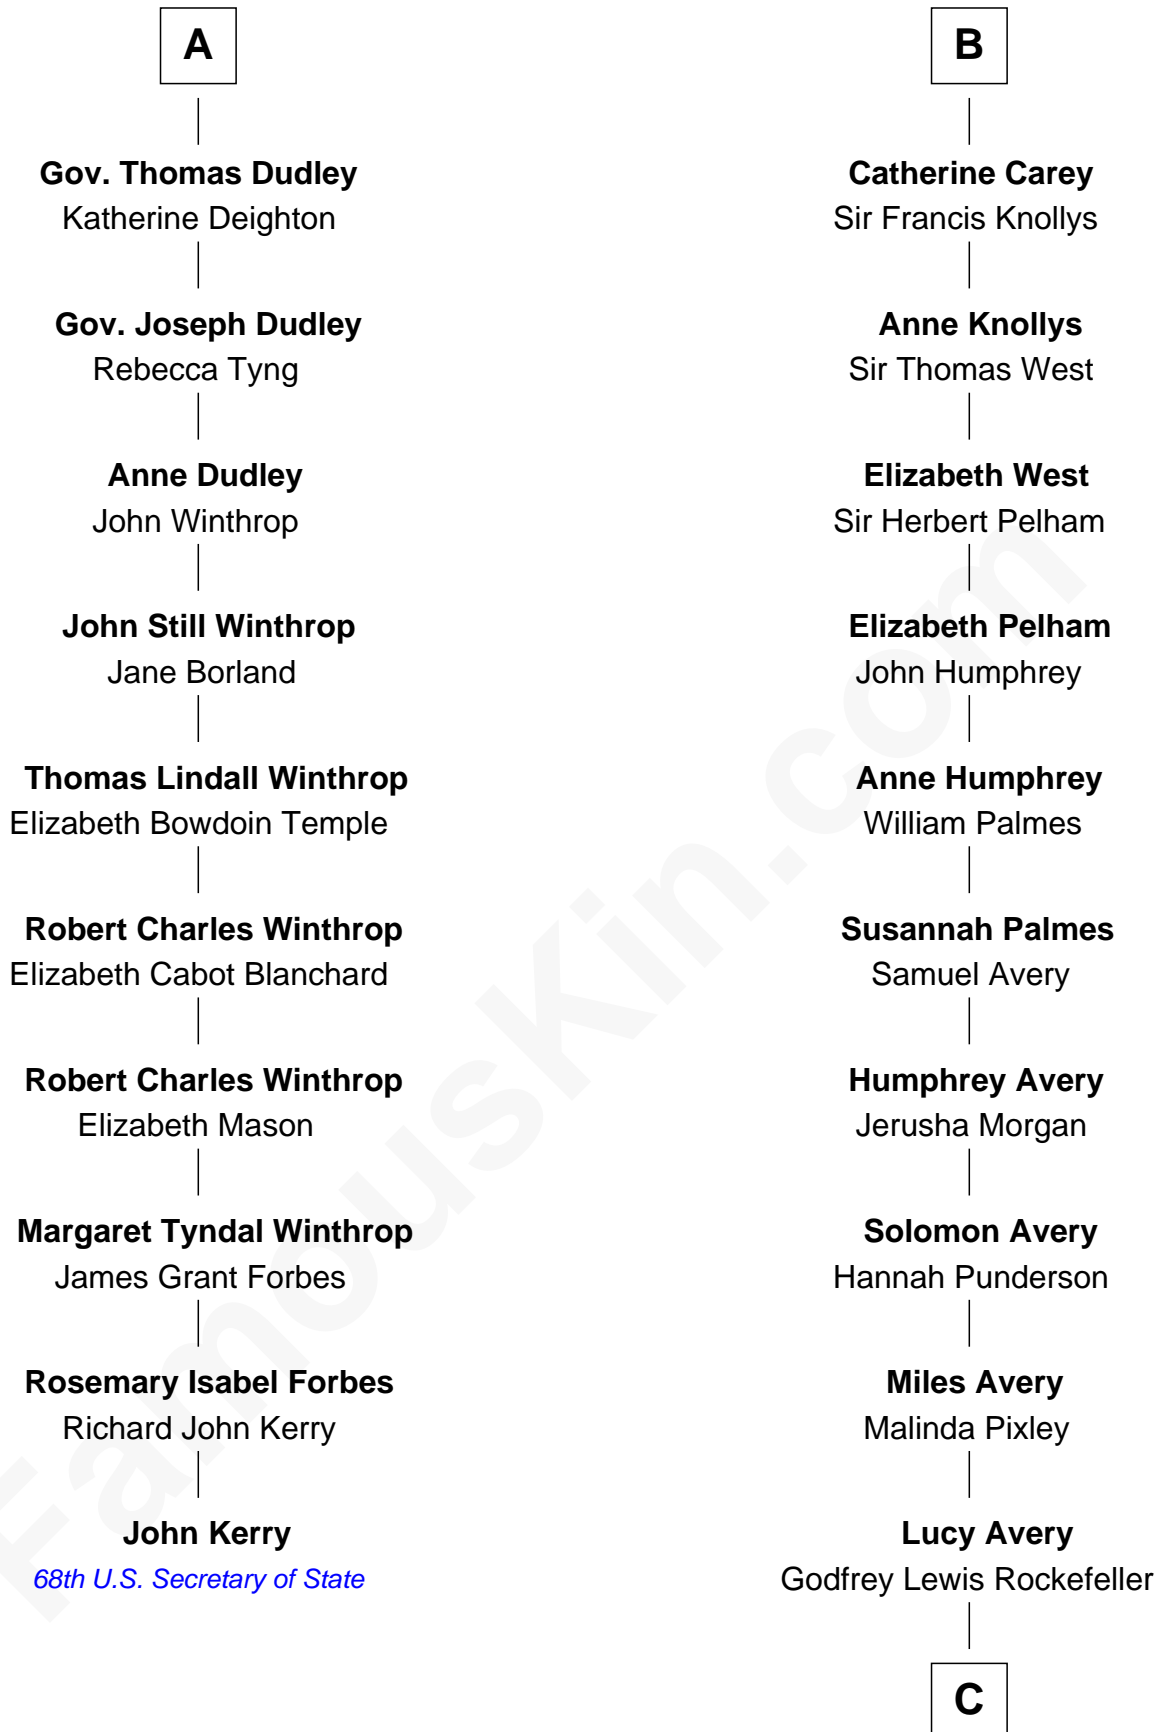 A
Gov. Thomas Dudley
Katherine Deighton
Gov. Joseph Dudley
Rebecca Tyng
Anne Dudley
John Winthrop
John Still Winthrop
Jane Borland
Thomas Lindall Winthrop
Elizabeth Bowdoin Temple
Robert Charles Winthrop
Elizabeth Cabot Blanchard
Robert Charles Winthrop
Elizabeth Mason
Margaret Tyndal Winthrop
James Grant Forbes
Rosemary Isabel Forbes
Richard John Kerry
John Kerry
68th U.S. Secretary of State
B
Catherine Carey
Sir Francis Knollys
Anne Knollys
Sir Thomas West
Elizabeth West
Sir Herbert Pelham
Elizabeth Pelham
John Humphrey
Anne Humphrey
William Palmes
Susannah Palmes
Samuel Avery
Humphrey Avery
Jerusha Morgan
Solomon Avery
Hannah Punderson
Miles Avery
Malinda Pixley
Lucy Avery
Godfrey Lewis Rockefeller
C
FamousKin.com